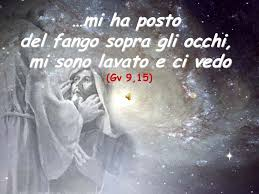 ...mi ha posto
del fango sopra gli occhi,
mi sono lavato e ci vedo
(Gv 9,15)